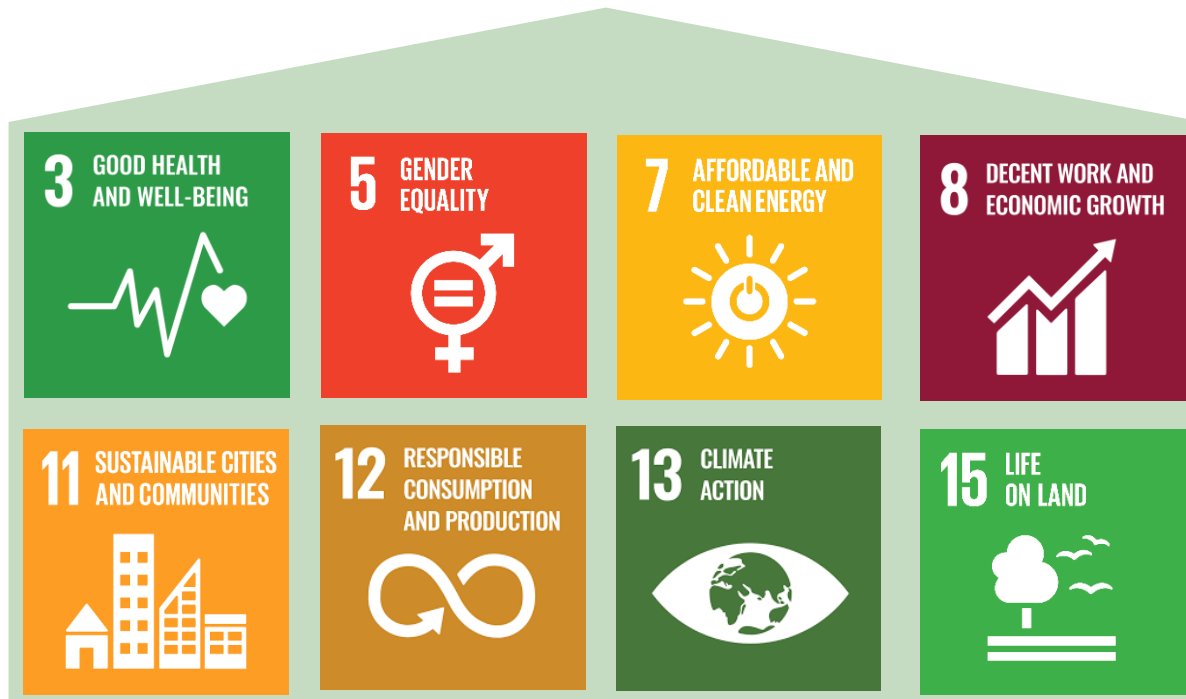 3 GOOD HEALTH
AND WELL-BEING
5 GENDER
EQUALITY
7 AFFORDABLE AND
CLEAN ENERGY
8 DECENT WORK AND
ECONOMIC GROWTH
11 SUSTAINABLE CITIES
AND COMMUNITIES
12 RESPONSIBLE
CONSUMPTION
AND PRODUCTION
13 CLIMATE
ACTION
15 LIFE
ON LAND